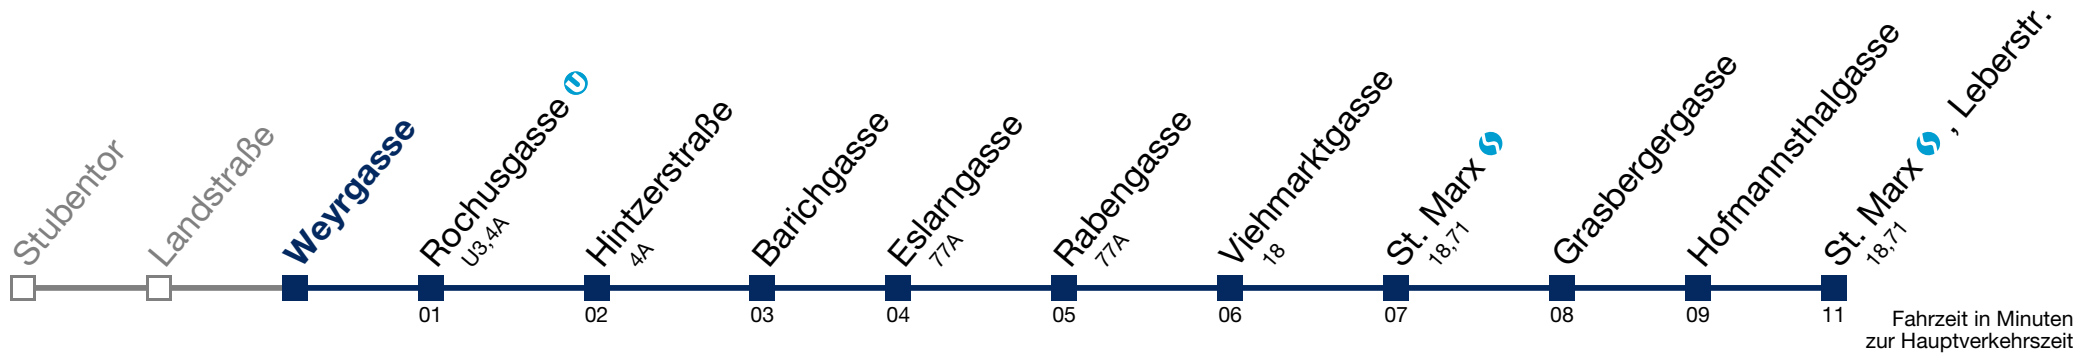 Stubentor
Landstraße
Weyrgasse
Rochusgasse U
U3,4A
Hintzerstraße
4A
Barichgasse
Eslarngasse
77A
Rabengasse
77A
Viehmarktgasse
18
St. Marx
18,71
Grasbergergasse
Hofmannsthalgasse
St. Marx , Leberstr.
18,71
01 02 03 04 05 06 07 08 09 11
Fahrzeit in Minuten
zur Hauptverkehrszeit